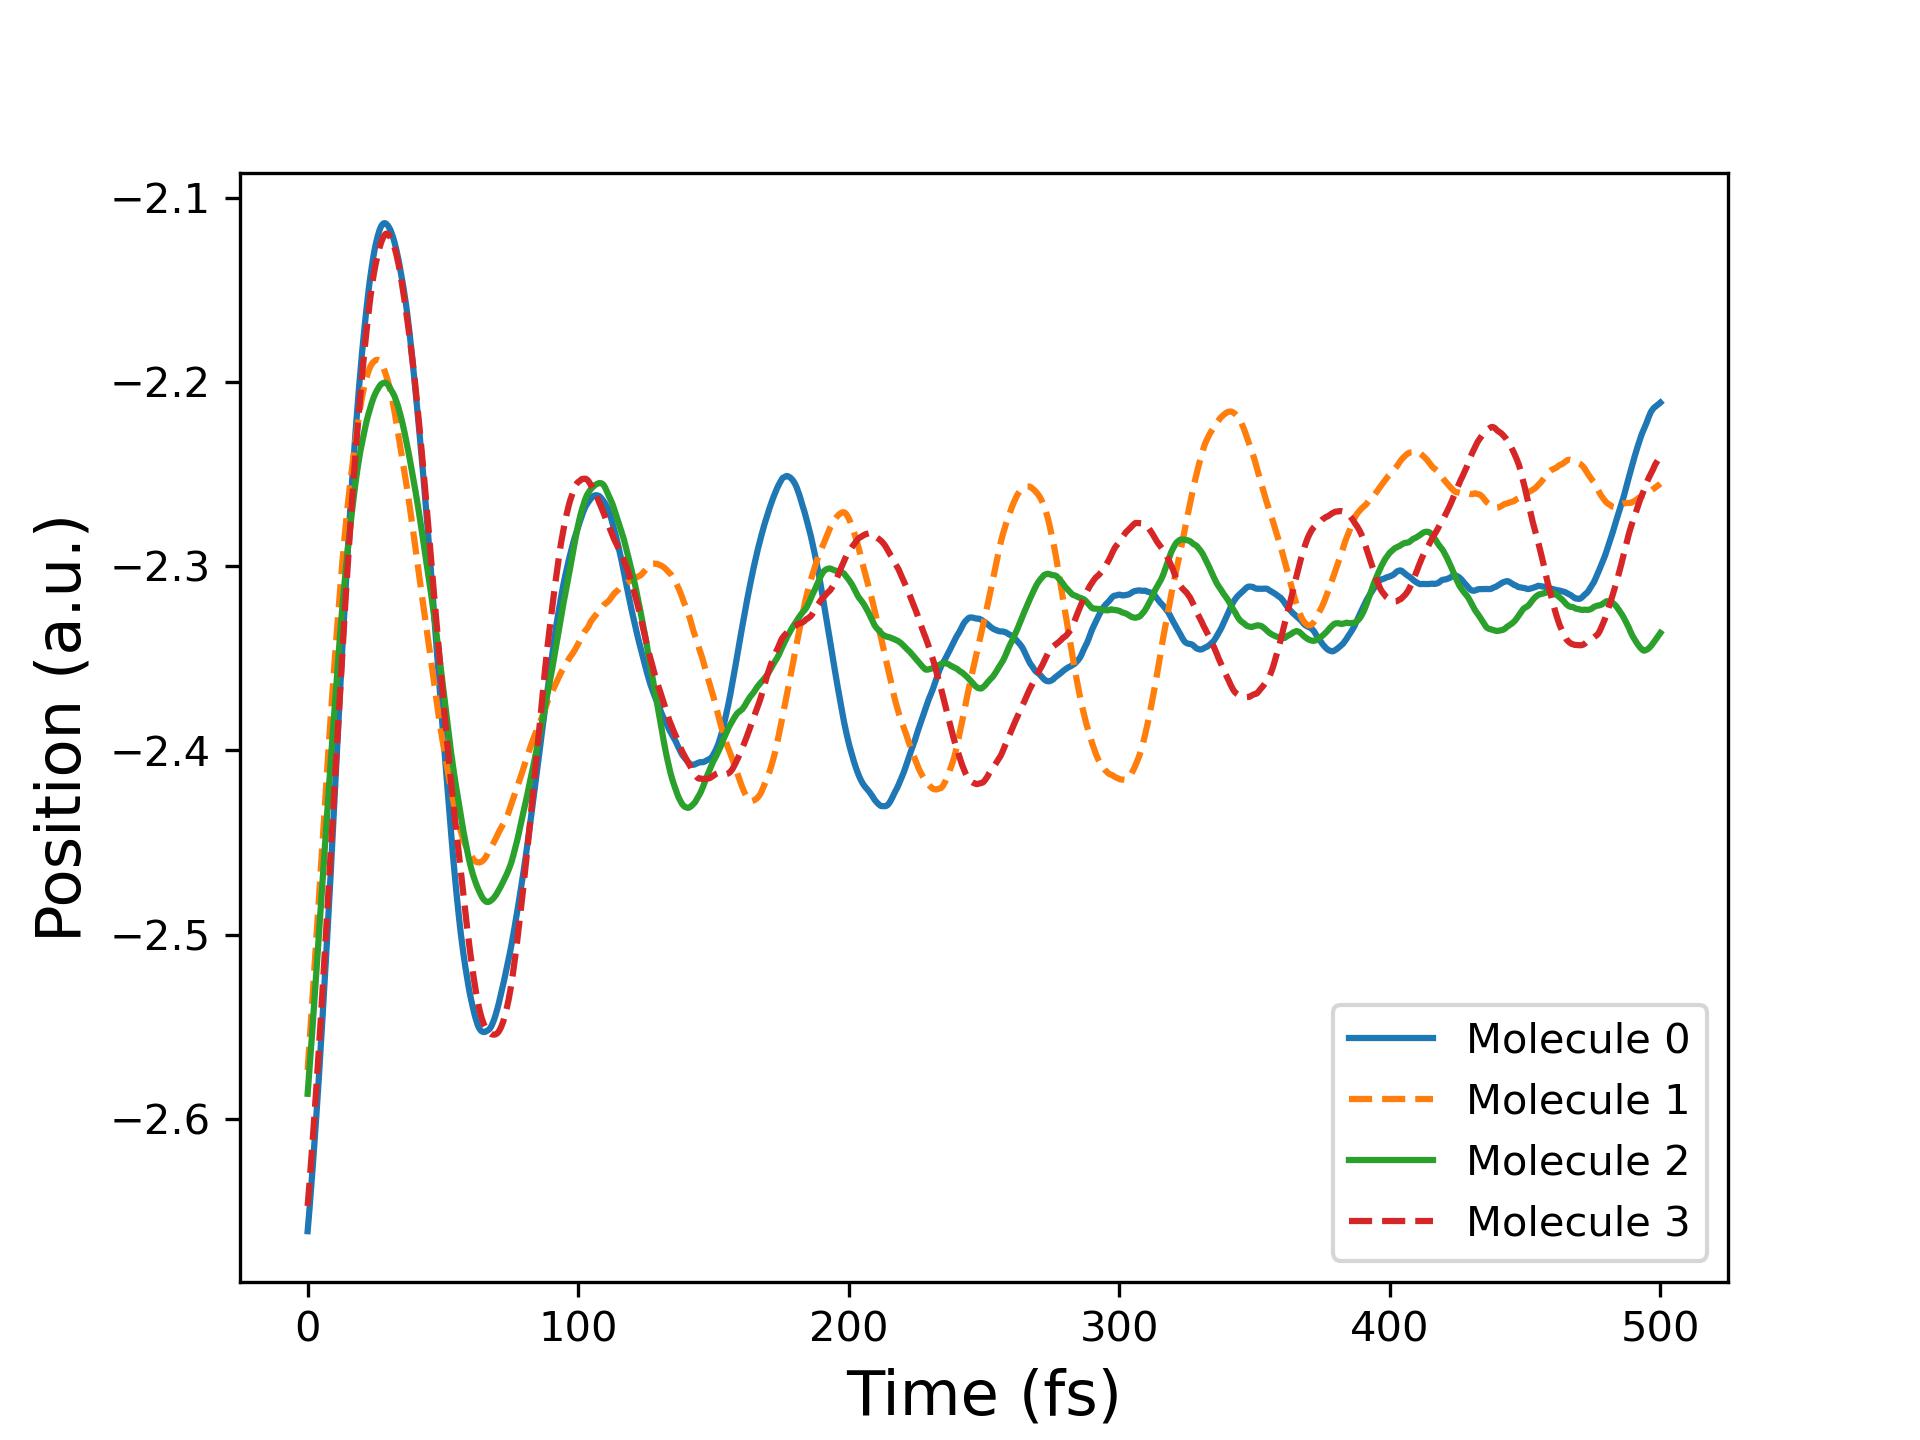 Position (a.u.)
−2.1
−2.2
−2.3
−2.4
−2.5
−2.6
Molecule 0
Molecule 1
Molecule 2
Molecule 3
0 100 200 300 400 500
Time (fs)